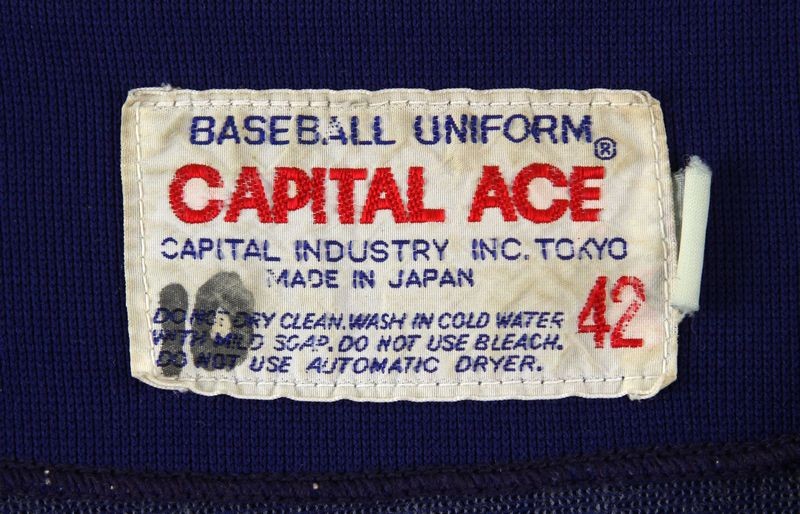 BASEBALL UNIFORM®
CAPITAL ACE
CAPITAL INDUSTRY INC. TOKYO
MADE IN JAPAN
42
10
DO NOT DRY CLEAN. WASH IN COLD WATER
WITH MILD SOAP. DO NOT USE BLEACH.
DO NOT USE AUTOMATIC DRYER.